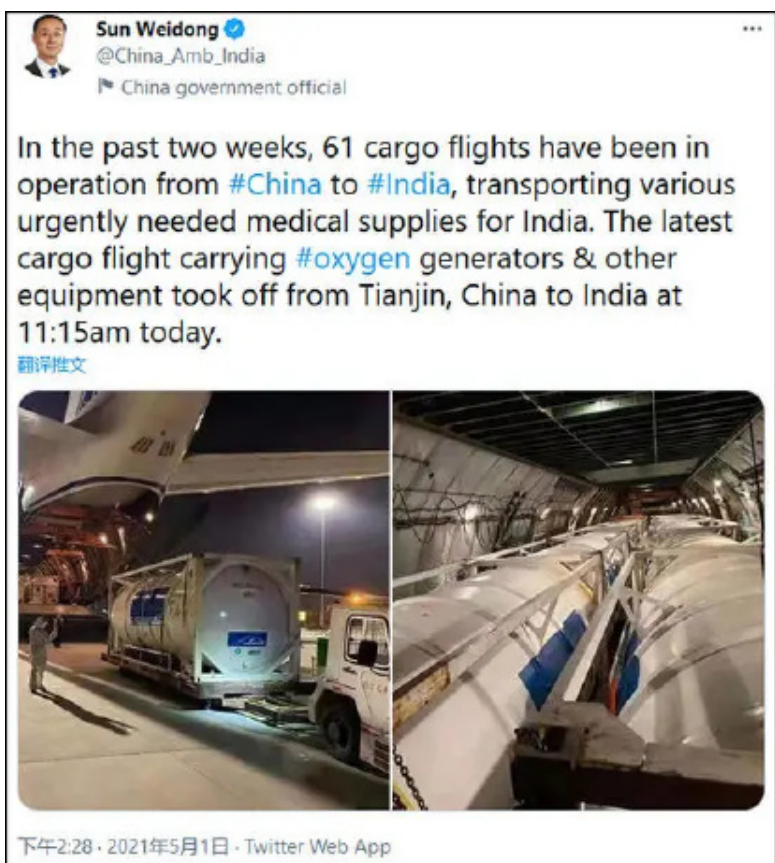 Sun Weidong
@China_Amb_India
China government official
In the past two weeks, 61 cargo flights have been in
operation from #China to #India, transporting various
urgently needed medical supplies for India. The latest
cargo flight carrying #oxygen generators & other
equipment took off from Tianjin, China to India at
11:15am today.
翻译推文
下午2:28 · 2021年5月1日 · Twitter Web App